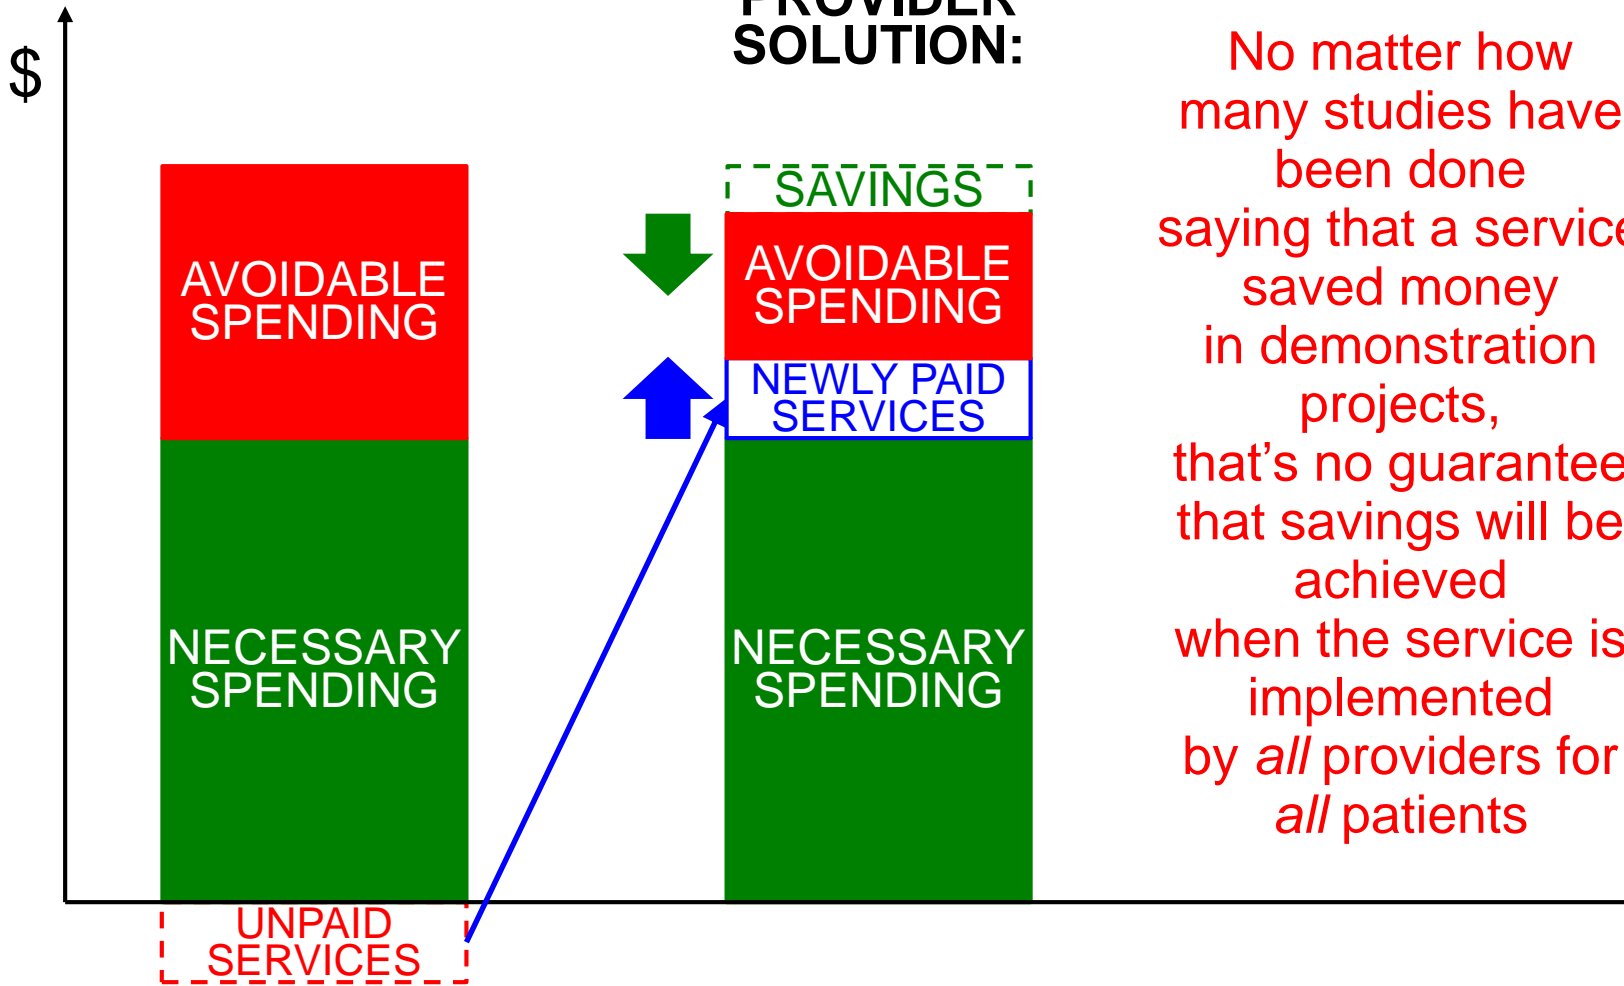 $
PROVIDER
SOLUTION:
AVOIDABLE
SPENDING
NECESSARY
SPENDING
UNPAID
SERVICES
SAVINGS
AVOIDABLE
SPENDING
NEWLY PAID
SERVICES
NECESSARY
SPENDING
No matter how
many studies have
been done
saying that a service
saved money
in demonstration
projects,
that’s no guarantee
that savings will be
achieved
when the service is
implemented
by all providers for
all patients